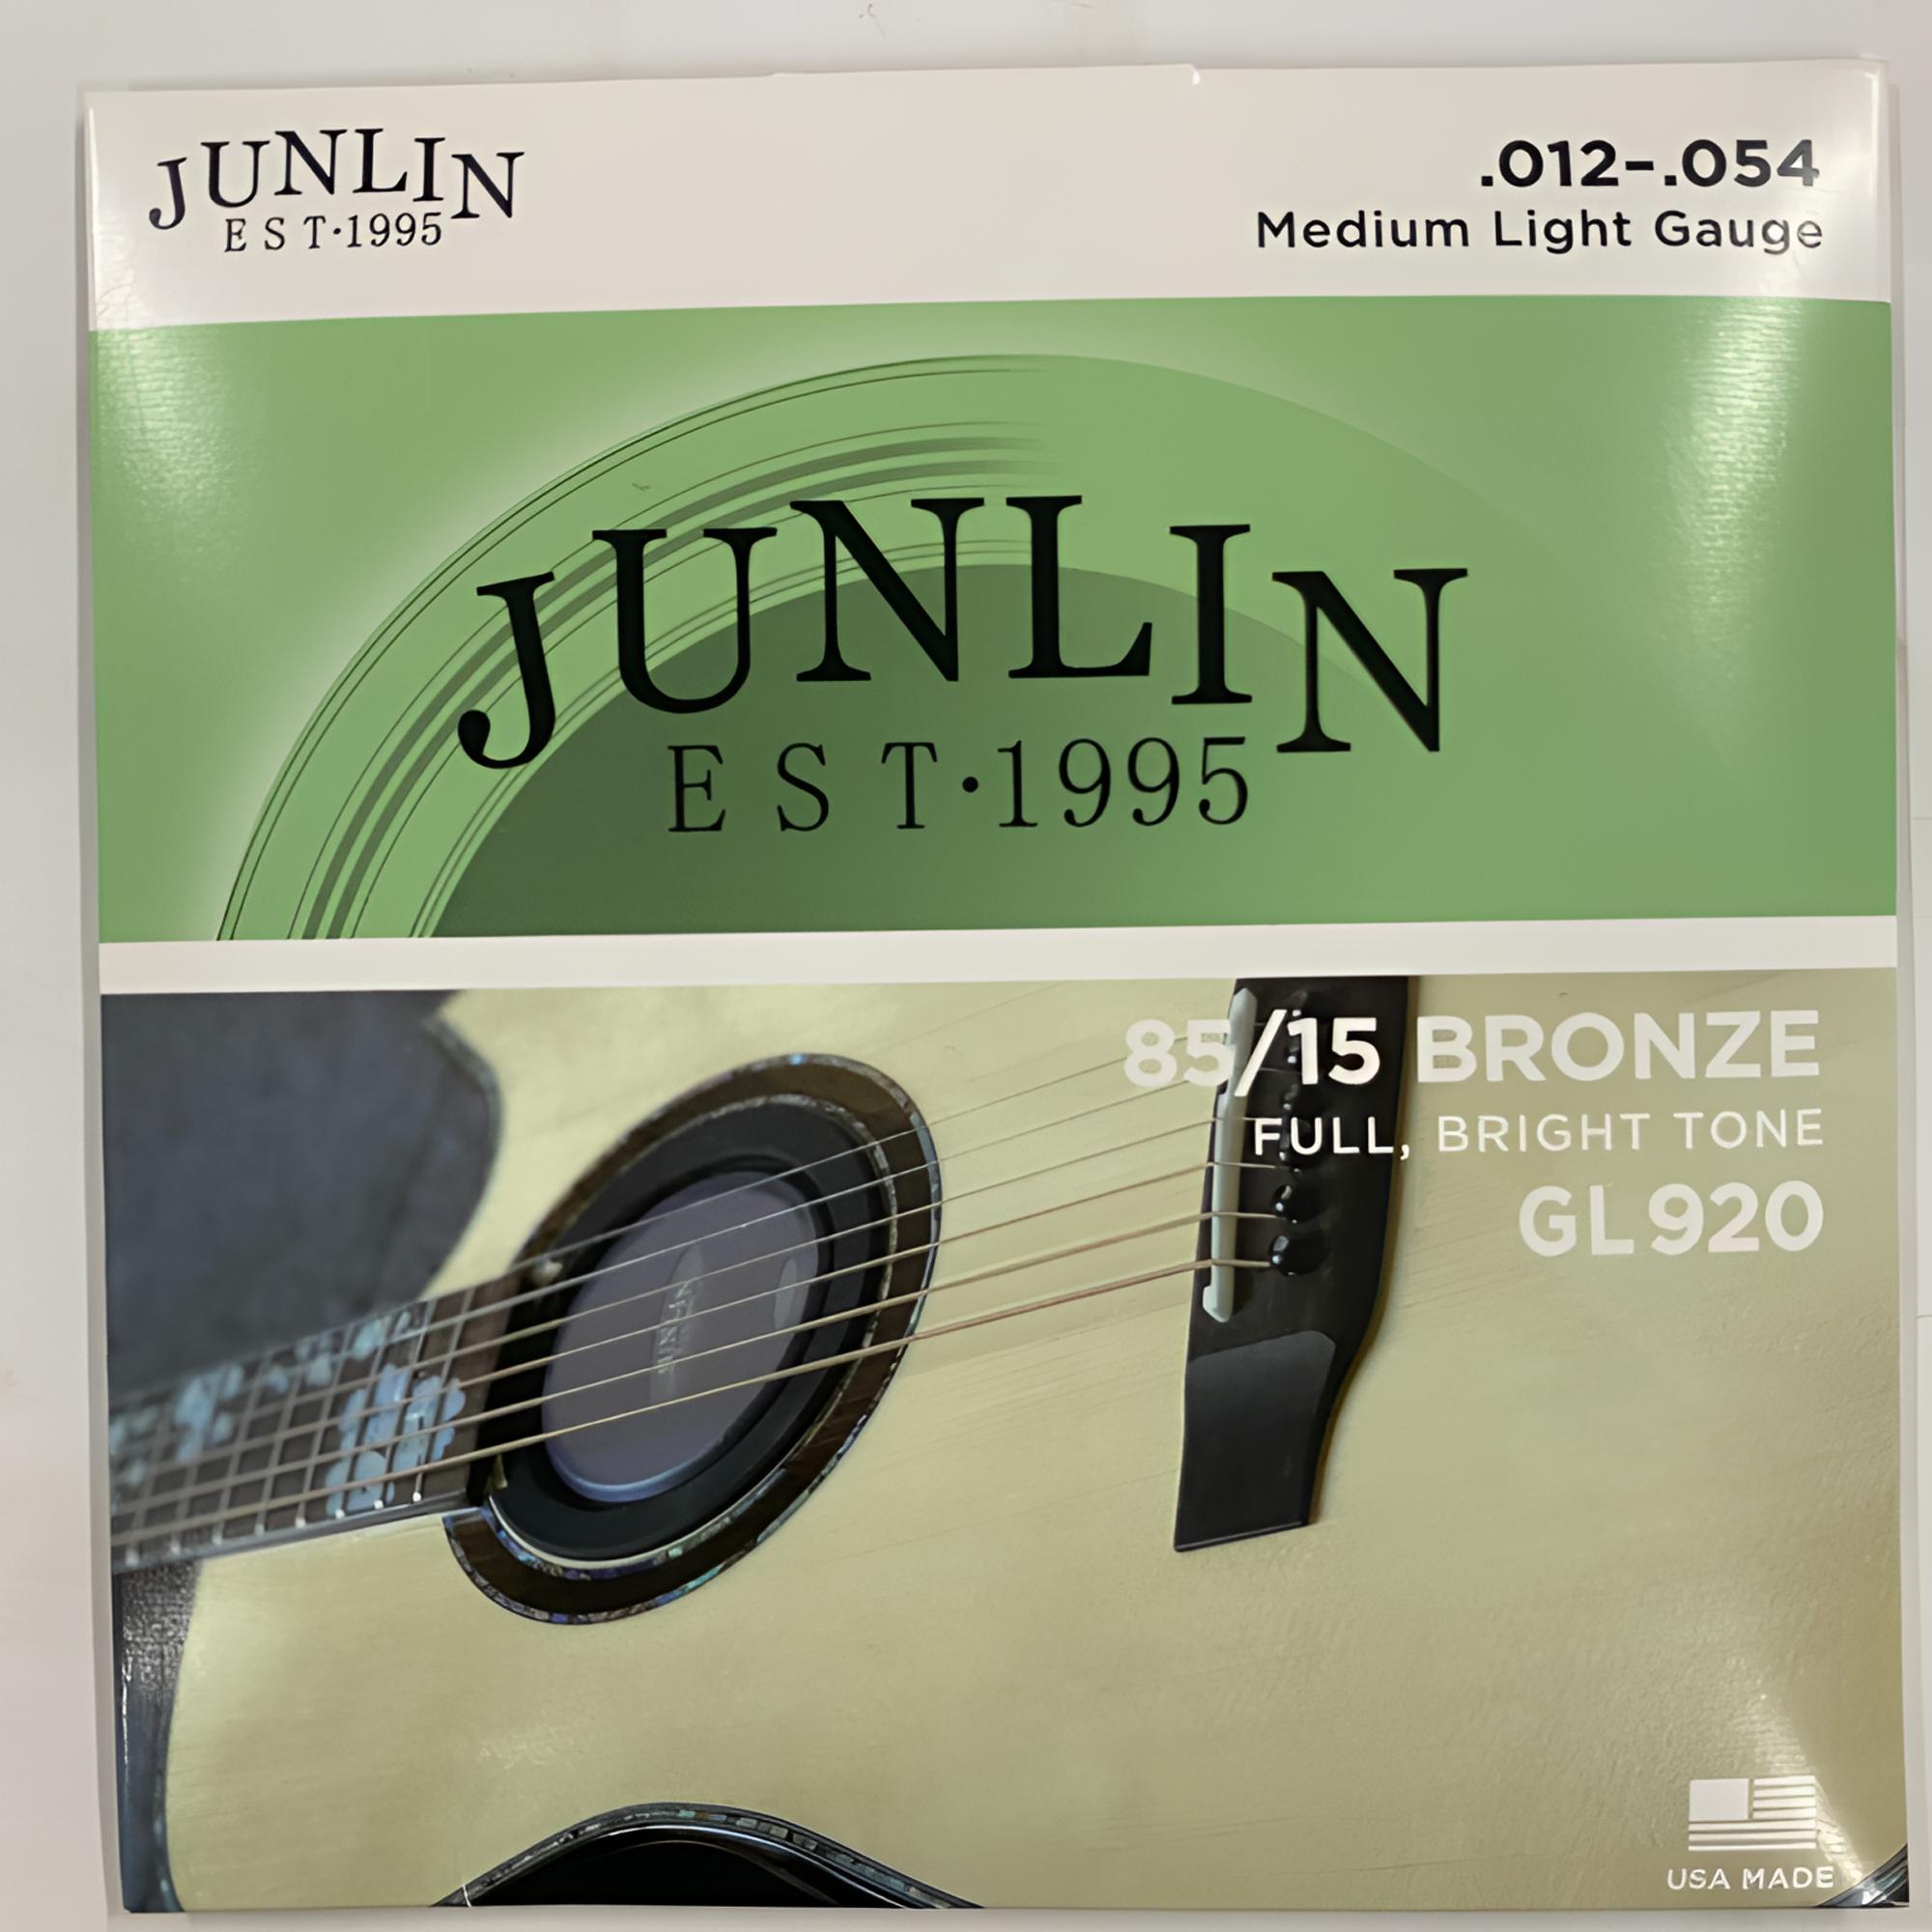 JUNLIN
EST·1995
.012-.054
Medium Light Gauge
JUNLIN
EST·1995
85/15 BRONZE
FULL, BRIGHT TONE
GL920
USA MADE